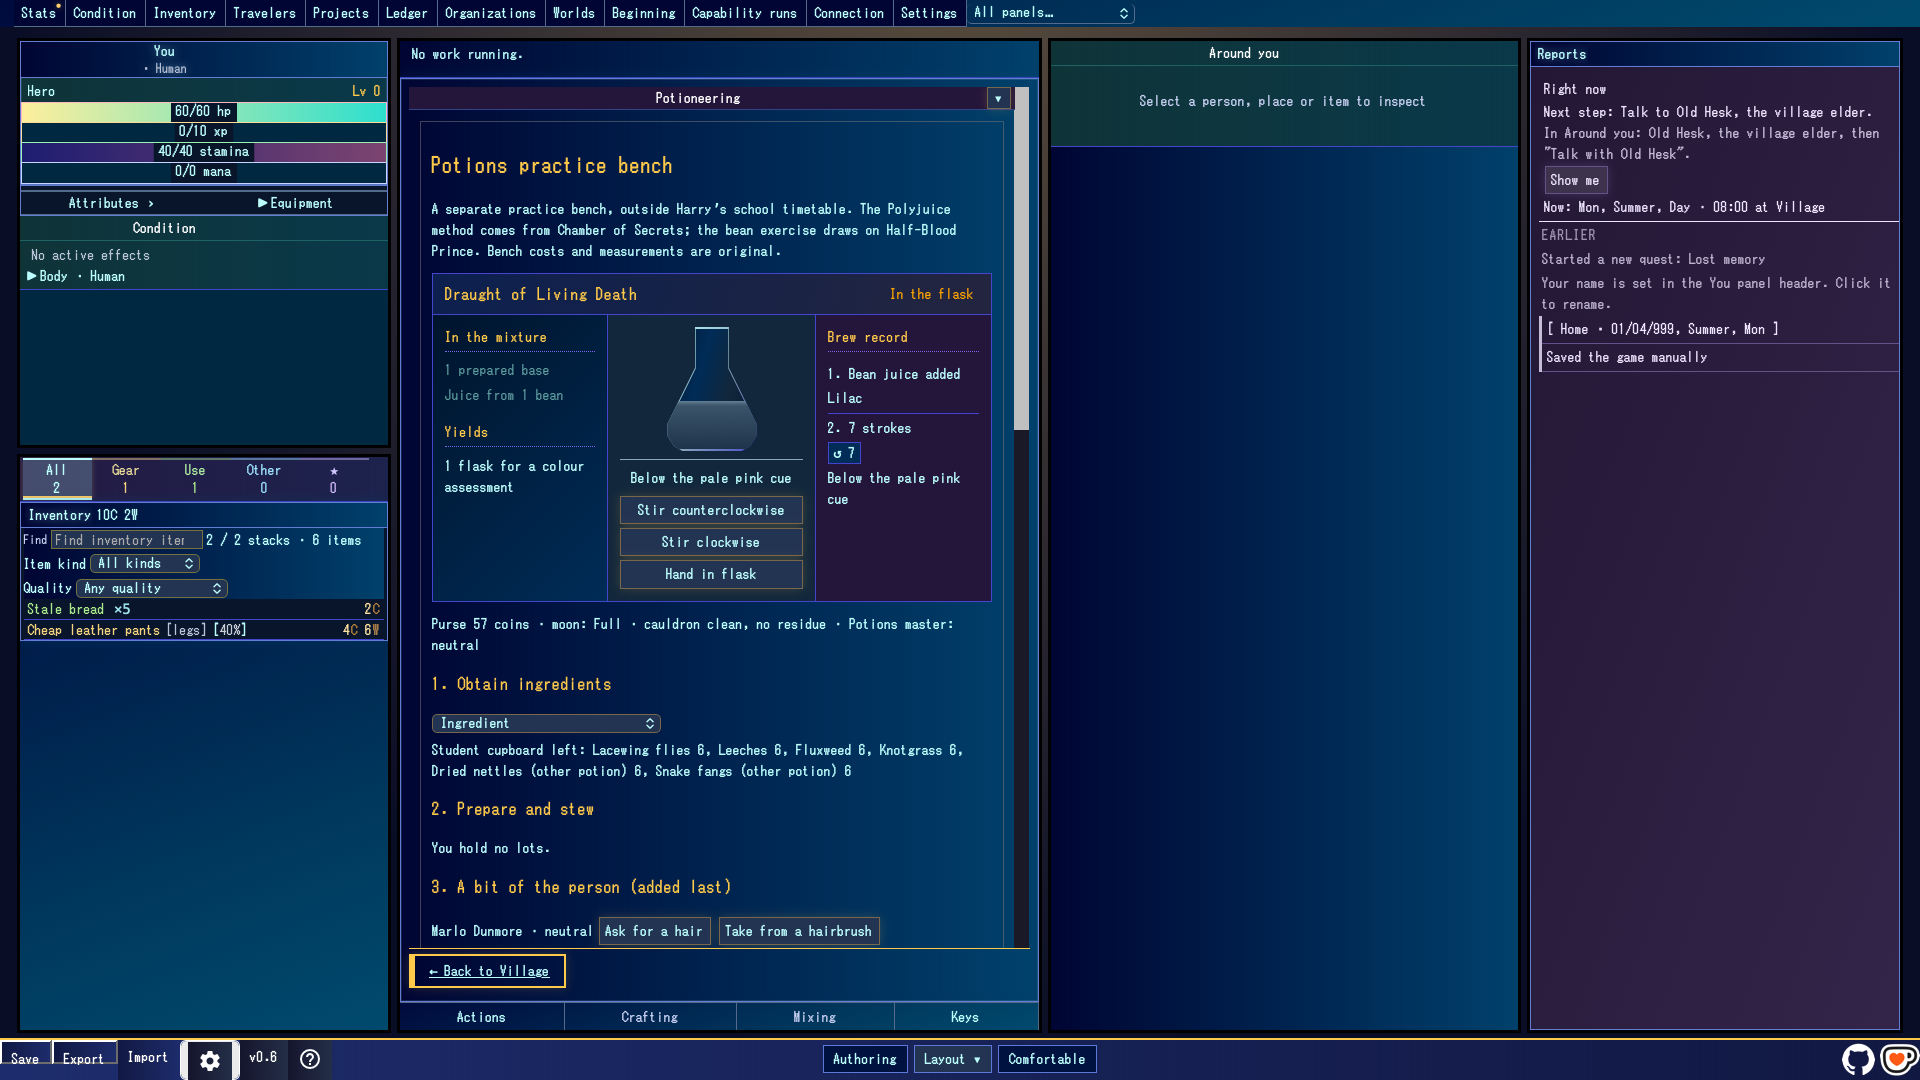 Stats Condition Inventory Travelers Projects Ledger Organizations Worlds Beginning Capability runs Connection Settings All panels…
You
· Human
Hero Lv 0
60/60 hp
0/10 xp
40/40 stamina
0/0 mana
Attributes › ▶Equipment
Condition
No active effects
▶Body · Human
All Gear Use Other ★
2 1 1 0 0
Inventory 10C 2W
Find Find inventory iter 2 / 2 stacks · 6 items
Item kind All kinds
Quality Any quality
Stale bread ×5 2C
Cheap leather pants [legs] [40%] 4C 6W
No work running.
Potioneering ▼
Potions practice bench
A separate practice bench, outside Harry's school timetable. The Polyjuice
method comes from Chamber of Secrets; the bean exercise draws on Half-Blood
Prince. Bench costs and measurements are original.
Draught of Living Death In the flask
In the mixture
1 prepared base
Juice from 1 bean
Yields
1 flask for a colour
assessment
Below the pale pink cue
Stir counterclockwise
Stir clockwise
Hand in flask
Brew record
1. Bean juice added
Lilac
2. 7 strokes
↺ 7
Below the pale pink
cue
Purse 57 coins · moon: Full · cauldron clean, no residue · Potions master:
neutral
1. Obtain ingredients
Ingredient
Student cupboard left: Lacewing flies 6, Leeches 6, Fluxweed 6, Knotgrass 6,
Dried nettles (other potion) 6, Snake fangs (other potion) 6
2. Prepare and stew
You hold no lots.
3. A bit of the person (added last)
Marlo Dunmore · neutral Ask for a hair Take from a hairbrush
← Back to Village
Actions Crafting Mixing Keys
Around you
Select a person, place or item to inspect
Reports
Right now
Next step: Talk to Old Hesk, the village elder.
In Around you: Old Hesk, the village elder, then
"Talk with Old Hesk".
Show me
Now: Mon, Summer, Day · 08:00 at Village
EARLIER
Started a new quest: Lost memory
Your name is set in the You panel header. Click it
to rename.
[ Home · 01/04/999, Summer, Mon ]
Saved the game manually
Save Export Import v0.6 Authoring Layout ▼ Comfortable